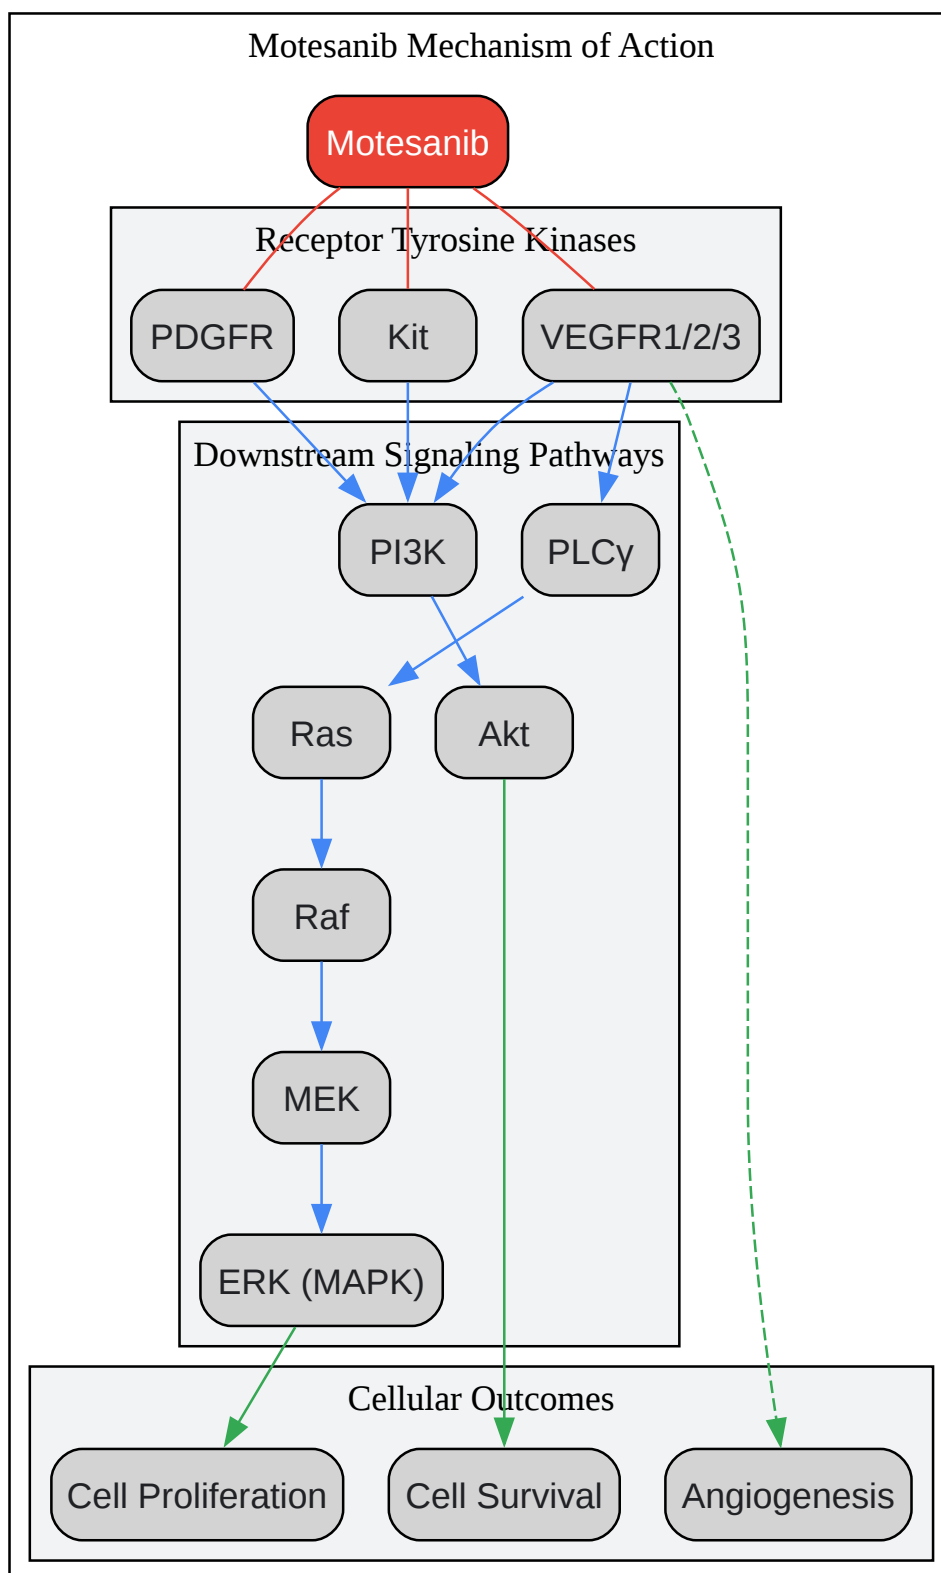 Motesanib Mechanism of Action
Motesanib
Receptor Tyrosine Kinases
PDGFR
Kit
VEGFR1/2/3
Downstream Signaling Pathways
PI3K
PLCγ
Ras
Akt
Raf
MEK
ERK (MAPK)
Cellular Outcomes
Cell Proliferation
Cell Survival
Angiogenesis